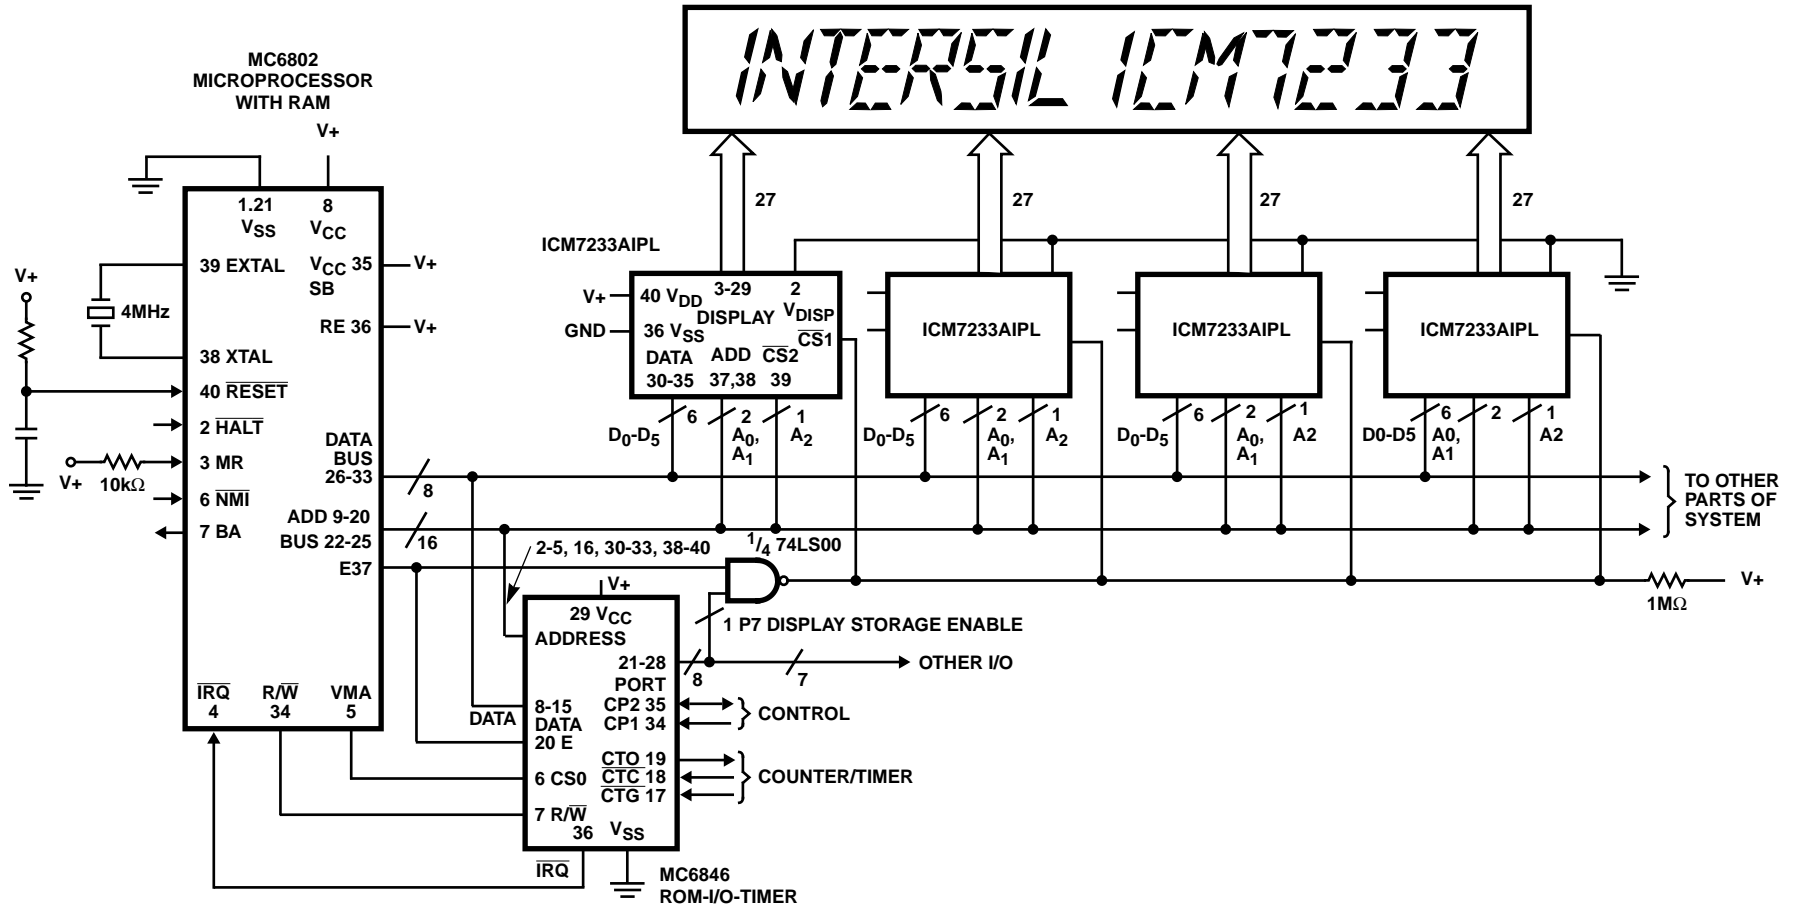 INTERSIL ICM7233
MC6802
MICROPROCESSOR
WITH RAM
V+
1.21
VSS
8
VCC
39 EXTAL
VCC 35
SB
V+
RE 36
V+
4MHz
38 XTAL
V+
40 RESET
2 HALT
3 MR
V+
10kΩ
6 NMI
7 BA
DATA
BUS
26-33
8
ADD 9-20
BUS 22-25
16
E37
IRQ
4
R/W
34
VMA
5
27
27
27
27
ICM7233AIPL
V+
GND
40 VDD
3-29
2
DISPLAY
VDISP
36 VSS
CS1
DATA
ADD
CS2
30-35
37,38
39
ICM7233AIPL
ICM7233AIPL
ICM7233AIPL
6
2
1
D0-D5
A0,
A1
A2
6
2
1
D0-D5
A0,
A1
A2
6
2
1
D0-D5
A0,
A1
A2
6
2
1
D0-D5
A0,
A1
A2
TO OTHER
PARTS OF
SYSTEM
2-5, 16, 30-33, 38-40
1/4 74LS00
V+
1MΩ
V+
29 VCC
ADDRESS
1 P7 DISPLAY STORAGE ENABLE
21-28
PORT
8
7
OTHER I/O
DATA
8-15
DATA
20 E
CP2 35
CP1 34
CONTROL
6 CS0
CTO 19
CTC 18
CTG 17
COUNTER/TIMER
7 R/W
36
VSS
IRQ
MC6846
ROM-I/O-TIMER